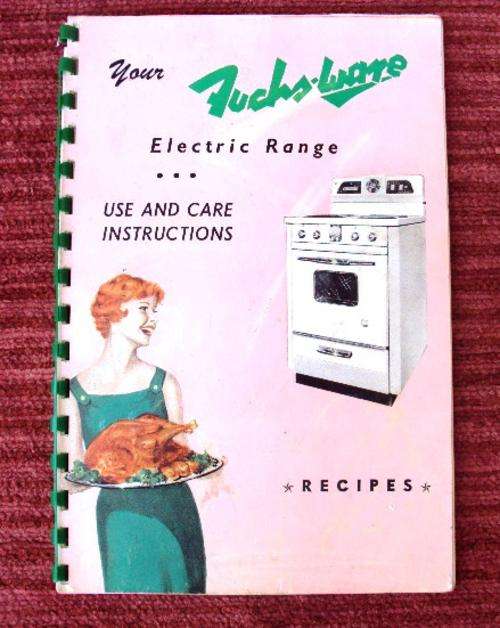 Your
Fuchs-Ware
Electric Range
•••
USE AND CARE
INSTRUCTIONS
★ RECIPES ★